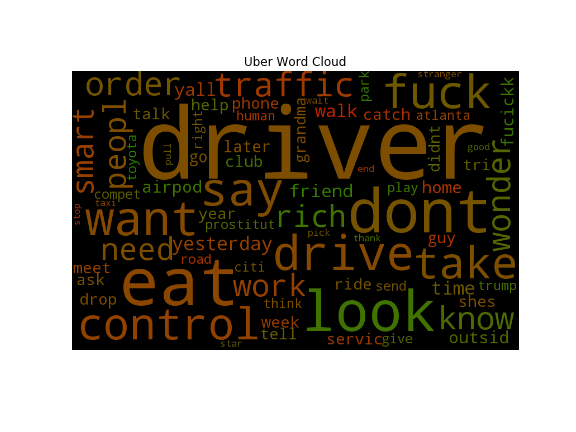 Uber Word Cloud
stranger
order
yall
traffic
park
fuck
fucickk
smart
peopl
talk
help
phone
human
wait
walk
catch
atlanta
driver
toyota
right
grandma
didnt
good
pull
go
later
club
tri
wonder
end
airpod
say
friend
play
home
compet
taxi
stop
want
year
prostitut
rich
dont
pick
thank
guy
need
yesterday
drive
take
meet
road
citi
ask
eat
work
ride
send
time
trump
drop
think
shes
control
week
tell
look
know
star
servic
give
outsid